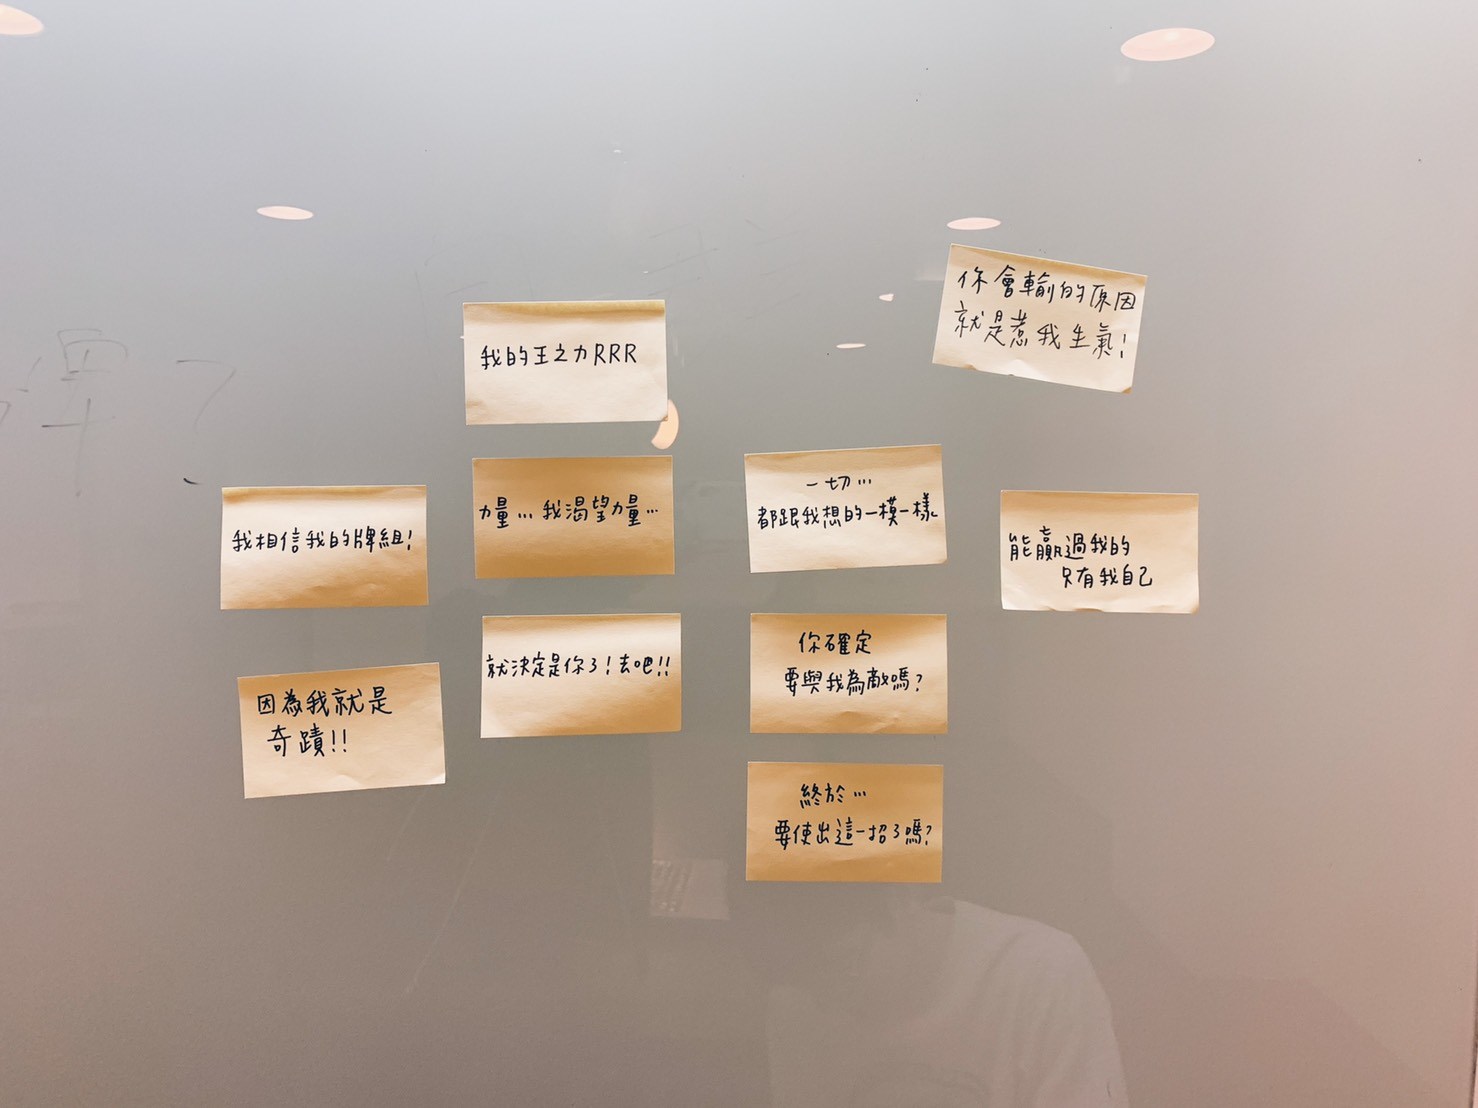 我的王之力RRR
你會輸的原因
就是惹我生氣!
我相信我的牌組!
力量...我渴望力量...
一切...
都跟我想的一模一樣
能贏過我的
只有我自己
因為我就是
奇蹟!!
就決定是你了!去吧!!
你確定
要與我為敵嗎?
終於...
要使出這一招了嗎?